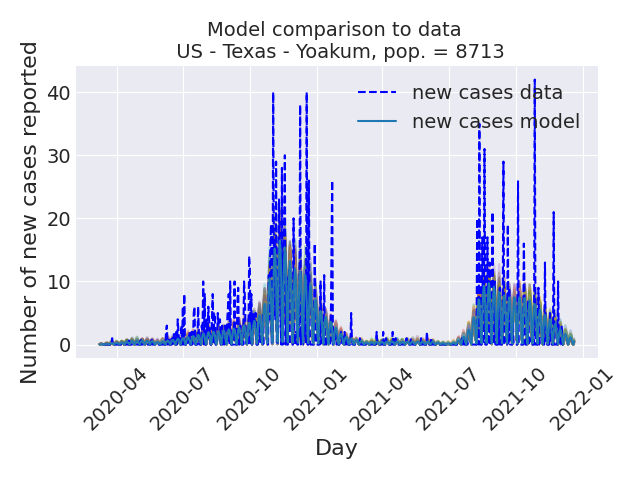 Model comparison to data
US - Texas - Yoakum, pop. = 8713
Number of new cases reported
40
30
20
10
0
new cases data
new cases model
2020-04
2020-07
2020-10
2021-01
2021-04
2021-07
2021-10
2022-01
Day